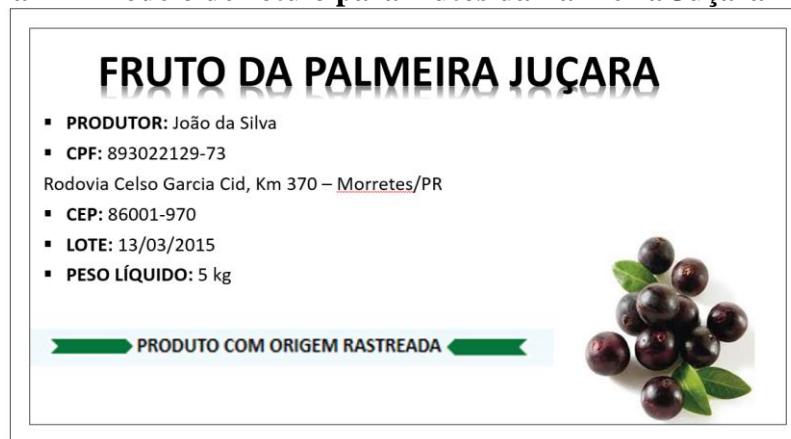 FRUTO DA PALMEIRA JUÇARA
▪ PRODUTOR: João da Silva
▪ CPF: 893022129-73
Rodovia Celso Garcia Cid, Km 370 – Morretes/PR
▪ CEP: 86001-970
▪ LOTE: 13/03/2015
▪ PESO LÍQUIDO: 5 kg
PRODUTO COM ORIGEM RASTREADA